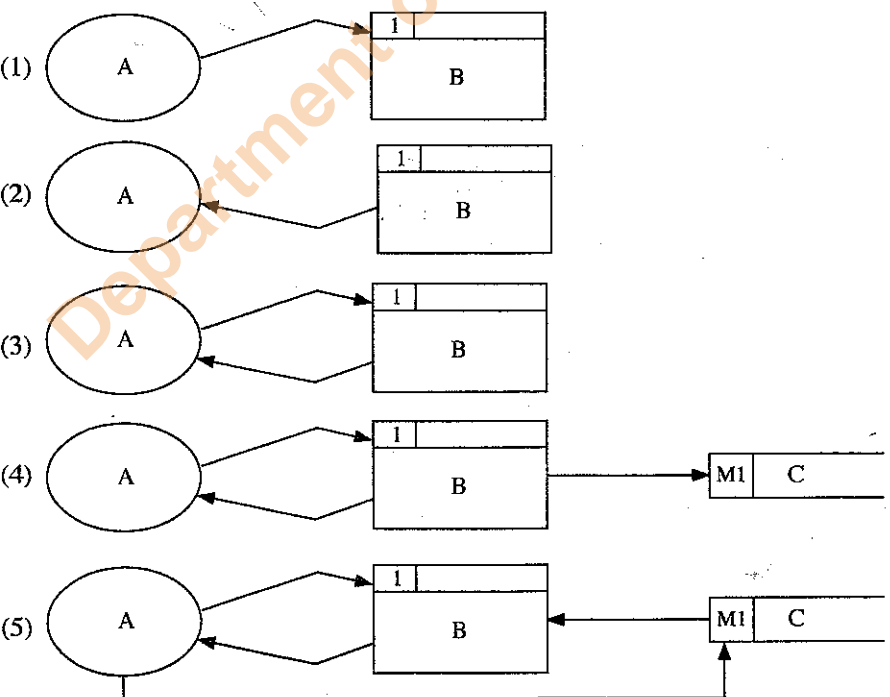 (1) A 1 B
(2) A 1 B
(3) A 1 B
(4) A 1 B M1 C
(5) A 1 B M1 C
Department o